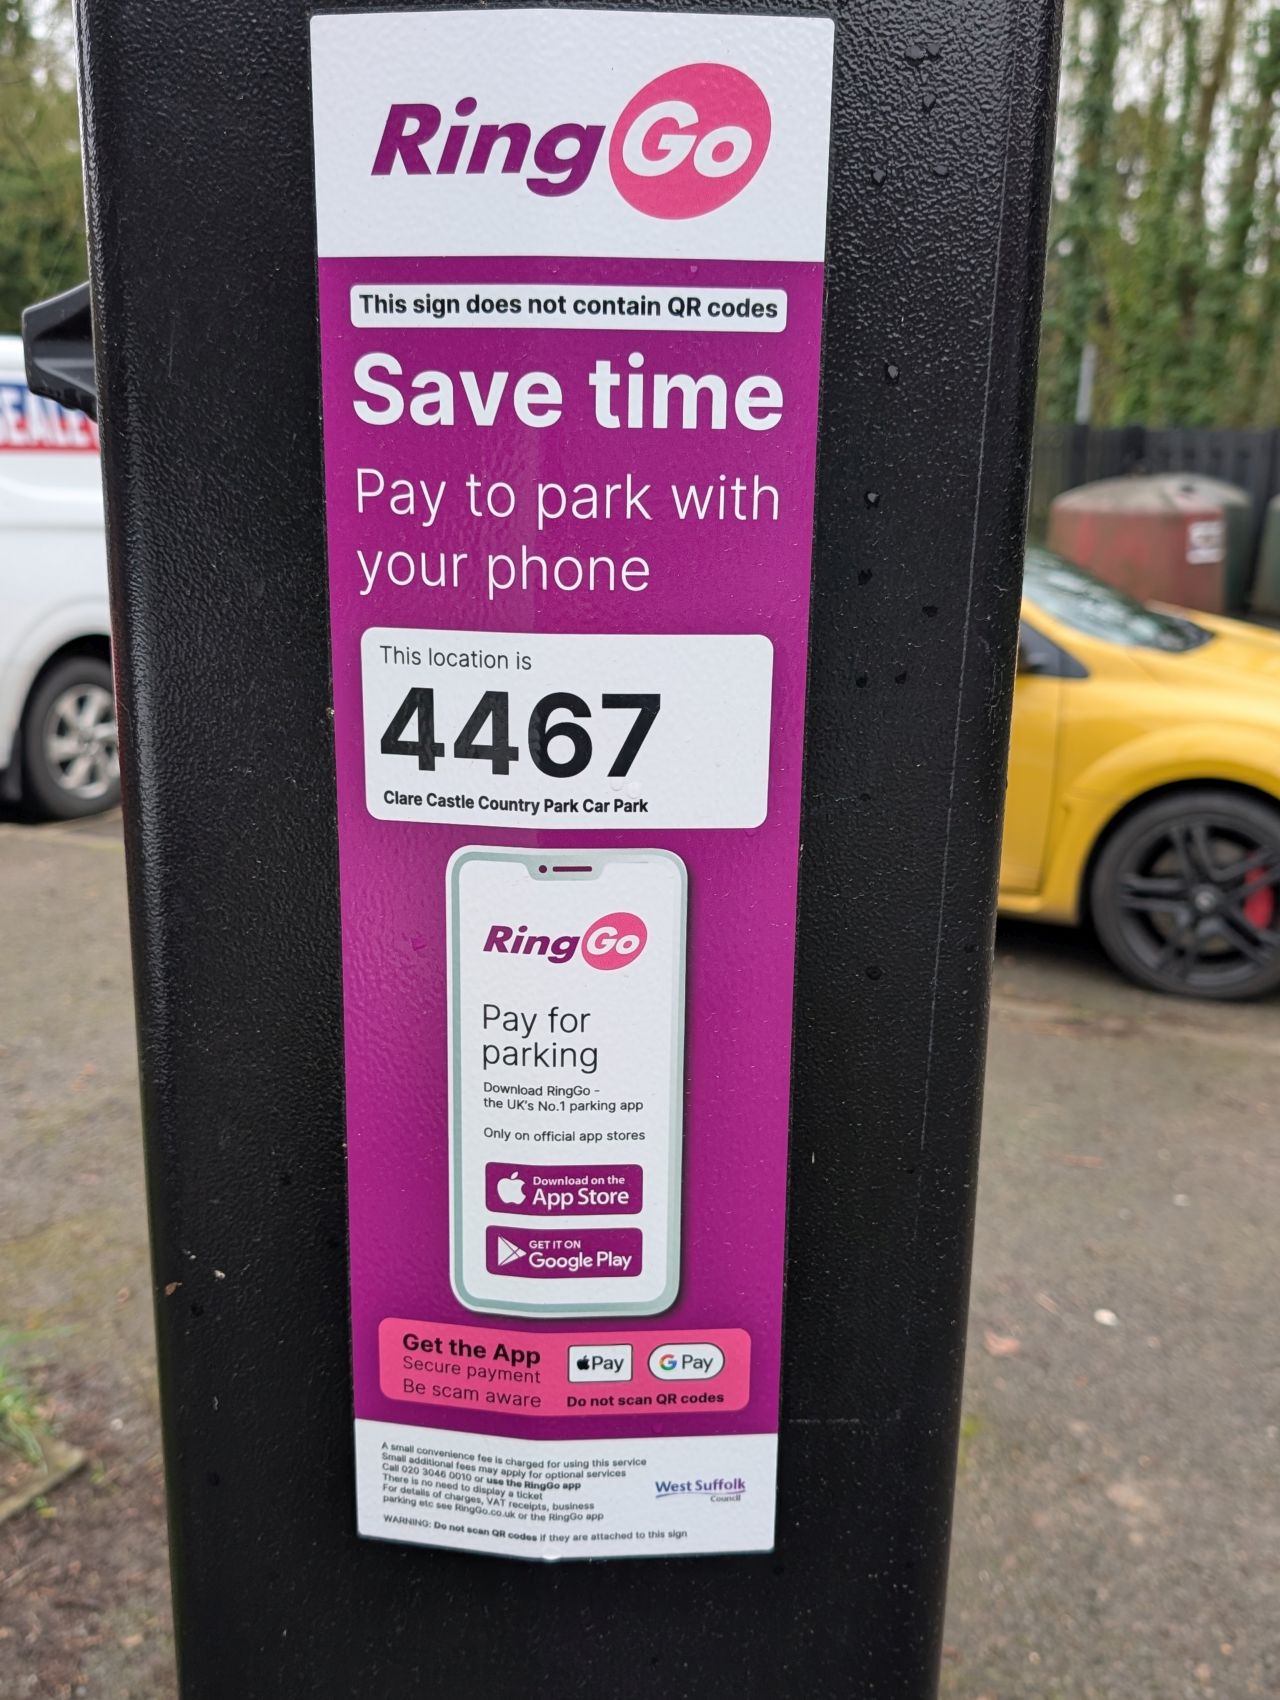 RingGo
This sign does not contain QR codes
Save time
Pay to park with
your phone
This location is
4467
Clare Castle Country Park Car Park
RingGo
Pay for
parking
Download RingGo -
the UK's No.1 parking app
Only on official app stores
Download on the
App Store
GET IT ON
Google Play
Get the App
Secure payment
Be scam aware
Pay
G Pay
Do not scan QR codes
A small convenience fee is charged for using this service
Small additional fees may apply for optional services
Call 020 3046 0010 or use the RingGo app
There is no need to display a ticket
For details of charges, VAT receipts, business
parking etc see RingGo.co.uk or the RingGo app
WARNING: Do not scan QR codes if they are attached to this sign
West Suffolk
Council